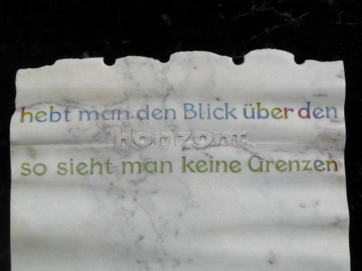 hebt man den Blick über den
Horizont
so sieht man keine Grenzen